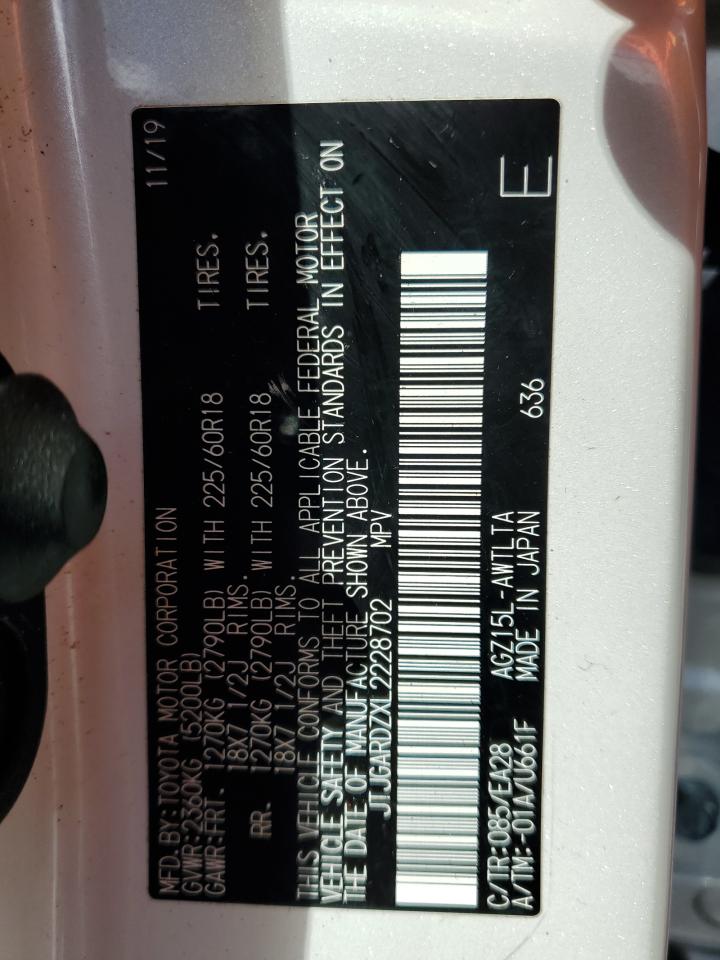 MFD. BY:TOYOTA MOTOR CORPORATION 11/19
GVWR:2360KG (5200LB)
GAWR:FRT. 1270KG (2790LB) WITH 225/60R18 TIRES.
18X7 1/2J RIMS.
RR. 1270KG (2790LB) WITH 225/60R18 TIRES.
18X7 1/2J RIMS.
THIS VEHICLE CONFORMS TO ALL APPLICABLE FEDERAL MOTOR
VEHICLE SAFETY AND THEFT PREVENTION STANDARDS IN EFFECT ON
THE DATE OF MANUFACTURE SHOWN ABOVE.
JTJGARDZXL2228702 MPV
C/TR:085/EA28 AGZ15L-AWTLTA
A/TM:-01A/U661F MADE IN JAPAN 636 E